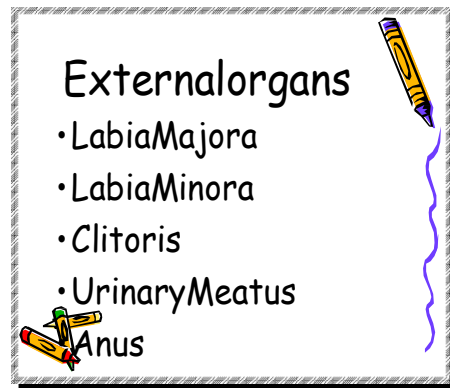 Externalorgans
•LabiaMajora
•LabiaMinora
•Clitoris
•UrinaryMeatus
Anus